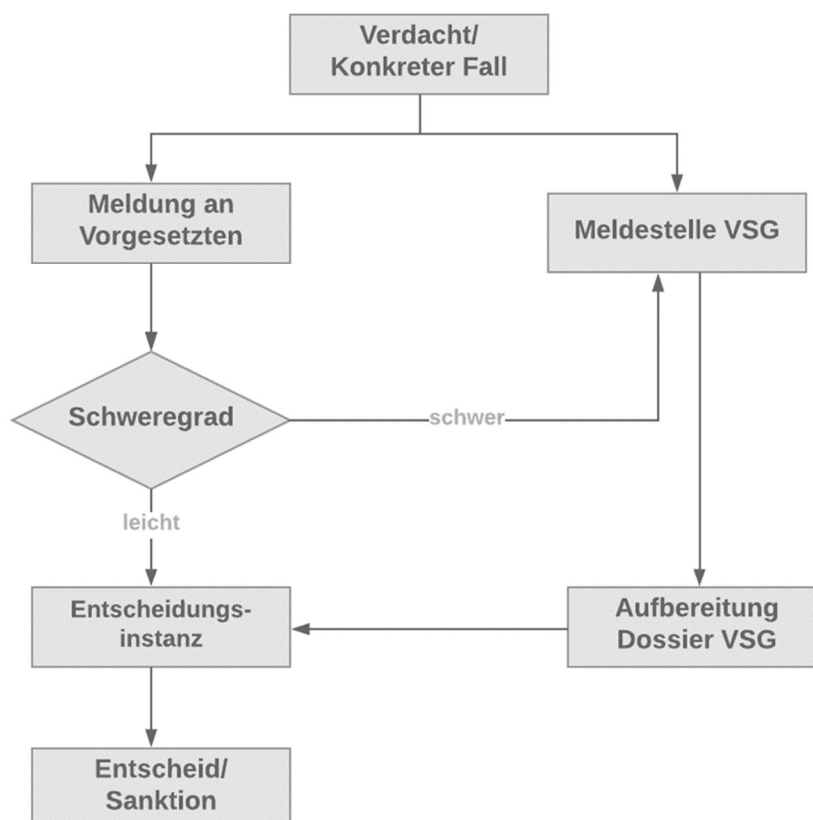 Verdacht/
Konkreter Fall
Meldung an
Vorgesetzten
Meldestelle VSG
Schweregrad
schwer
leicht
Entscheidungs-
instanz
Aufbereitung
Dossier VSG
Entscheid/
Sanktion